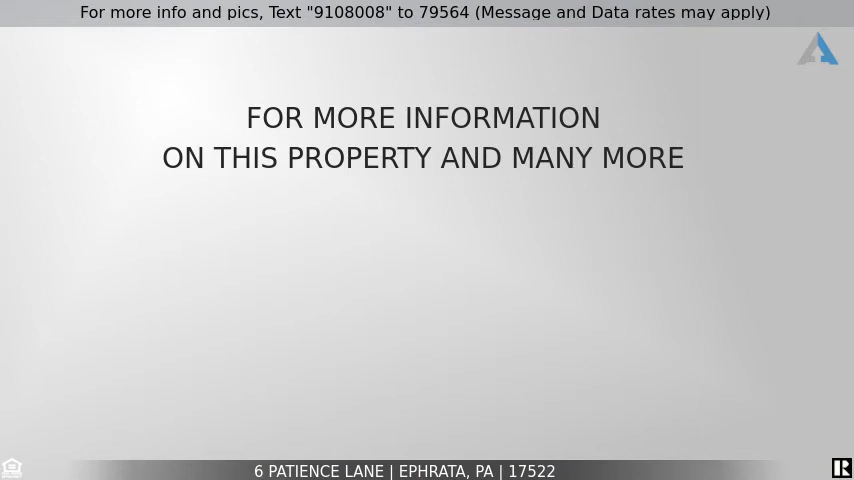 For more info and pics, Text "9108008" to 79564 (Message and Data rates may apply)
FOR MORE INFORMATION
ON THIS PROPERTY AND MANY MORE
6 PATIENCE LANE | EPHRATA, PA | 17522